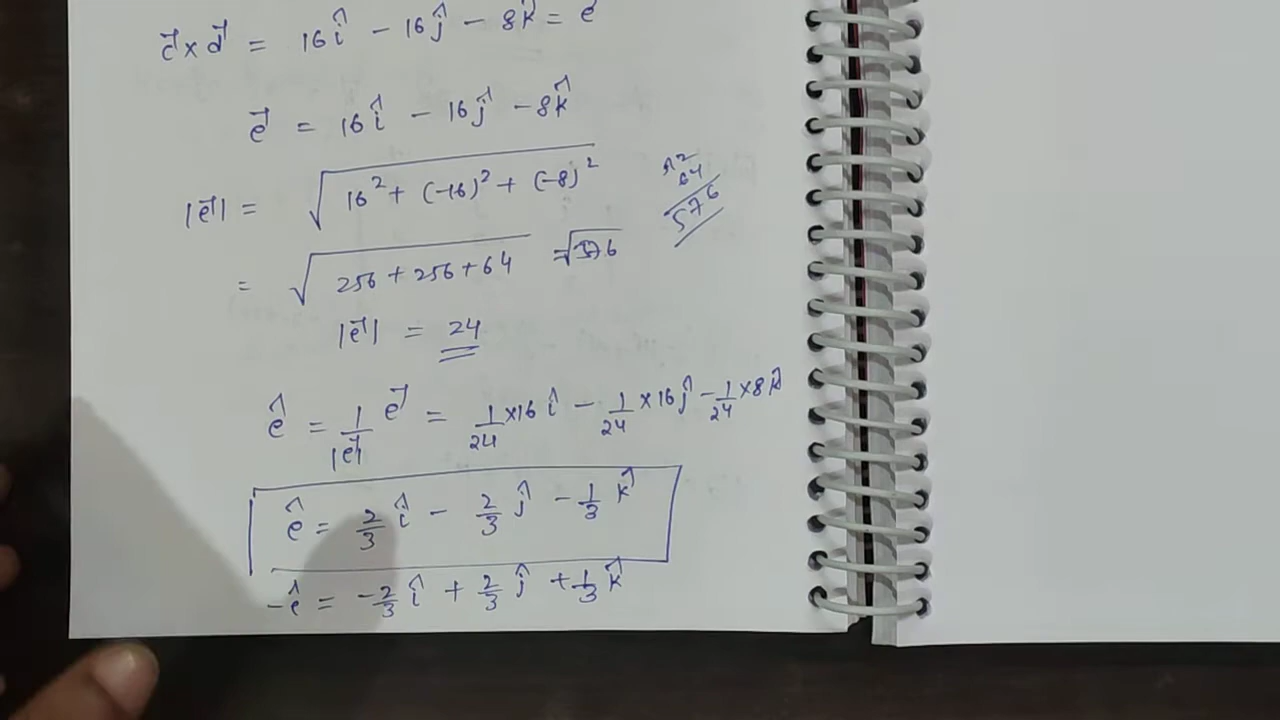 c⃗ × d⃗ = 16î − 16ĵ − 8k̂ = e⃗
e⃗ = 16î − 16ĵ − 8k̂
|e⃗| = √(16² + (−16)² + (−8)²)
64
576
= √(256 + 256 + 64) = √576
|e⃗| = 24
ê = 1/|e⃗| e⃗ = 1/24 × 16 î − 1/24 × 16 ĵ − 1/24 × 8 k̂
ê = 2/3 î − 2/3 ĵ − 1/3 k̂
−ê = −2/3 î + 2/3 ĵ + 1/3 k̂